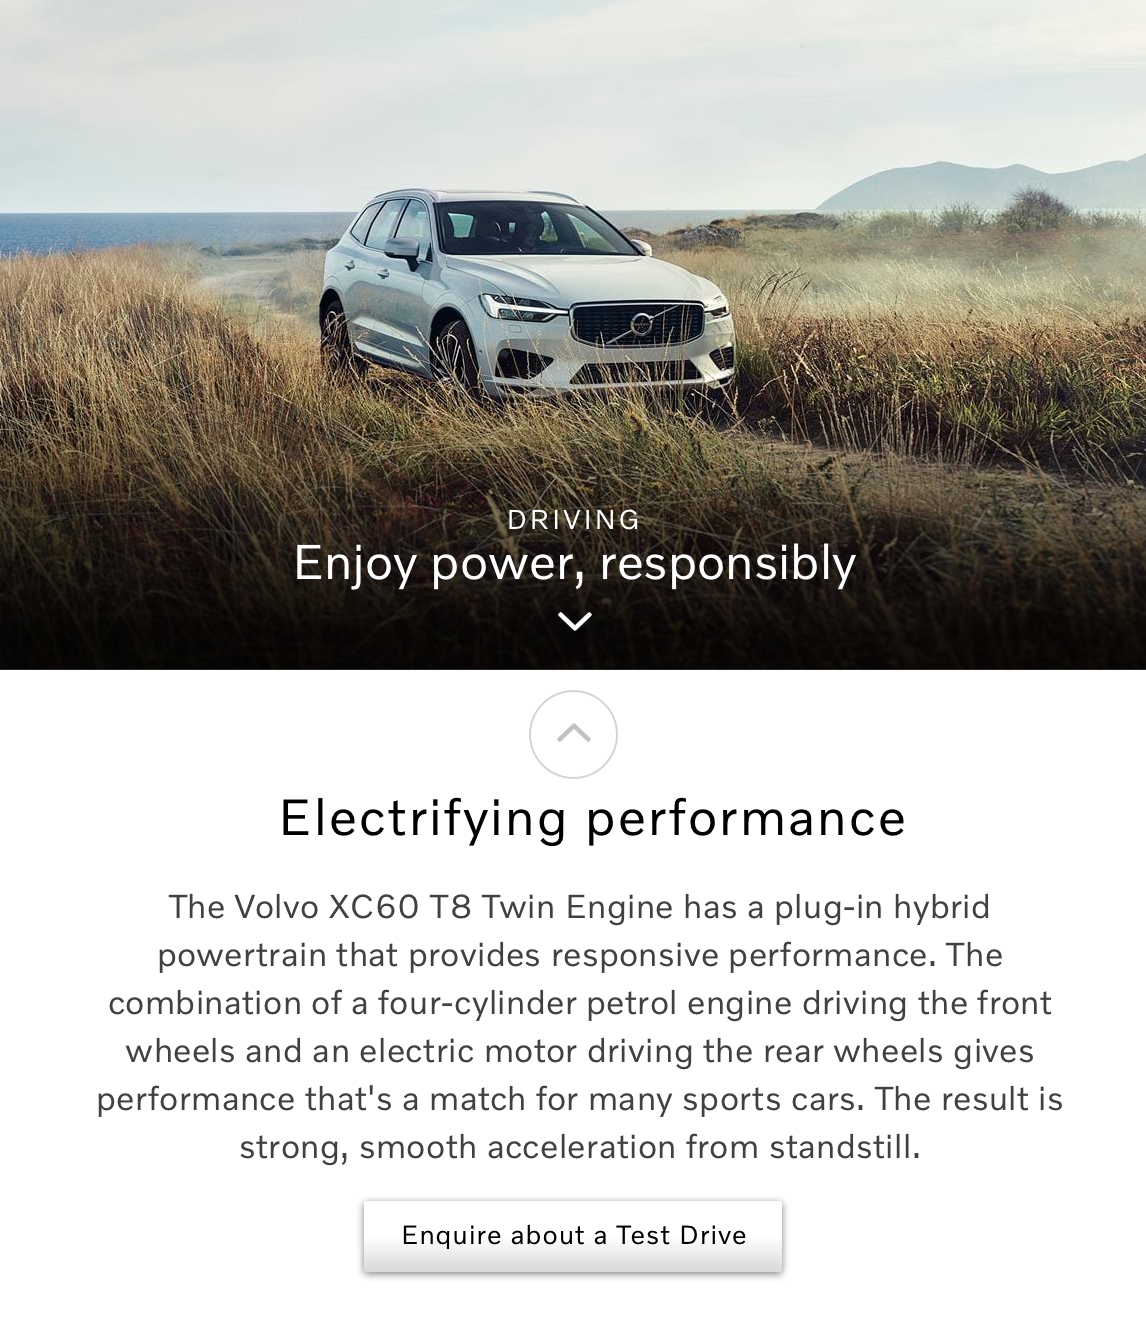 DRIVING
Enjoy power, responsibly
Electrifying performance
The Volvo XC60 T8 Twin Engine has a plug-in hybrid
powertrain that provides responsive performance. The
combination of a four-cylinder petrol engine driving the front
wheels and an electric motor driving the rear wheels gives
performance that's a match for many sports cars. The result is
strong, smooth acceleration from standstill.
Enquire about a Test Drive